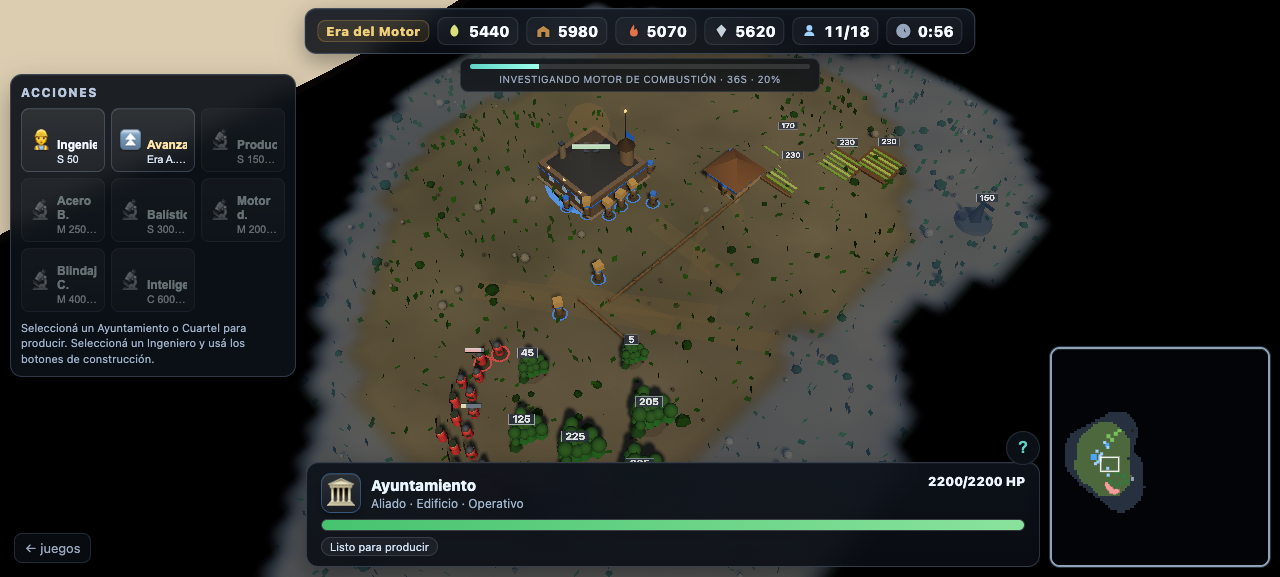 Era del Motor
5440
5980
5070
5620
11/18
0:56
INVESTIGANDO MOTOR DE COMBUSTIÓN · 36S · 20%
ACCIONES
Ingenie
S 50
Avanza
Era A....
Produc
S 150...
Acero
B.
M 250...
Balístic
S 300...
Motor
d.
M 200...
Blindaj
C.
M 400...
Intelige
C 600...
Seleccioná un Ayuntamiento o Cuartel para
producir. Seleccioná un Ingeniero y usá los
botones de construcción.
170
230
230
230
150
45
5
125
225
205
?
Ayuntamiento
Aliado · Edificio · Operativo
2200/2200 HP
Listo para producir
← juegos